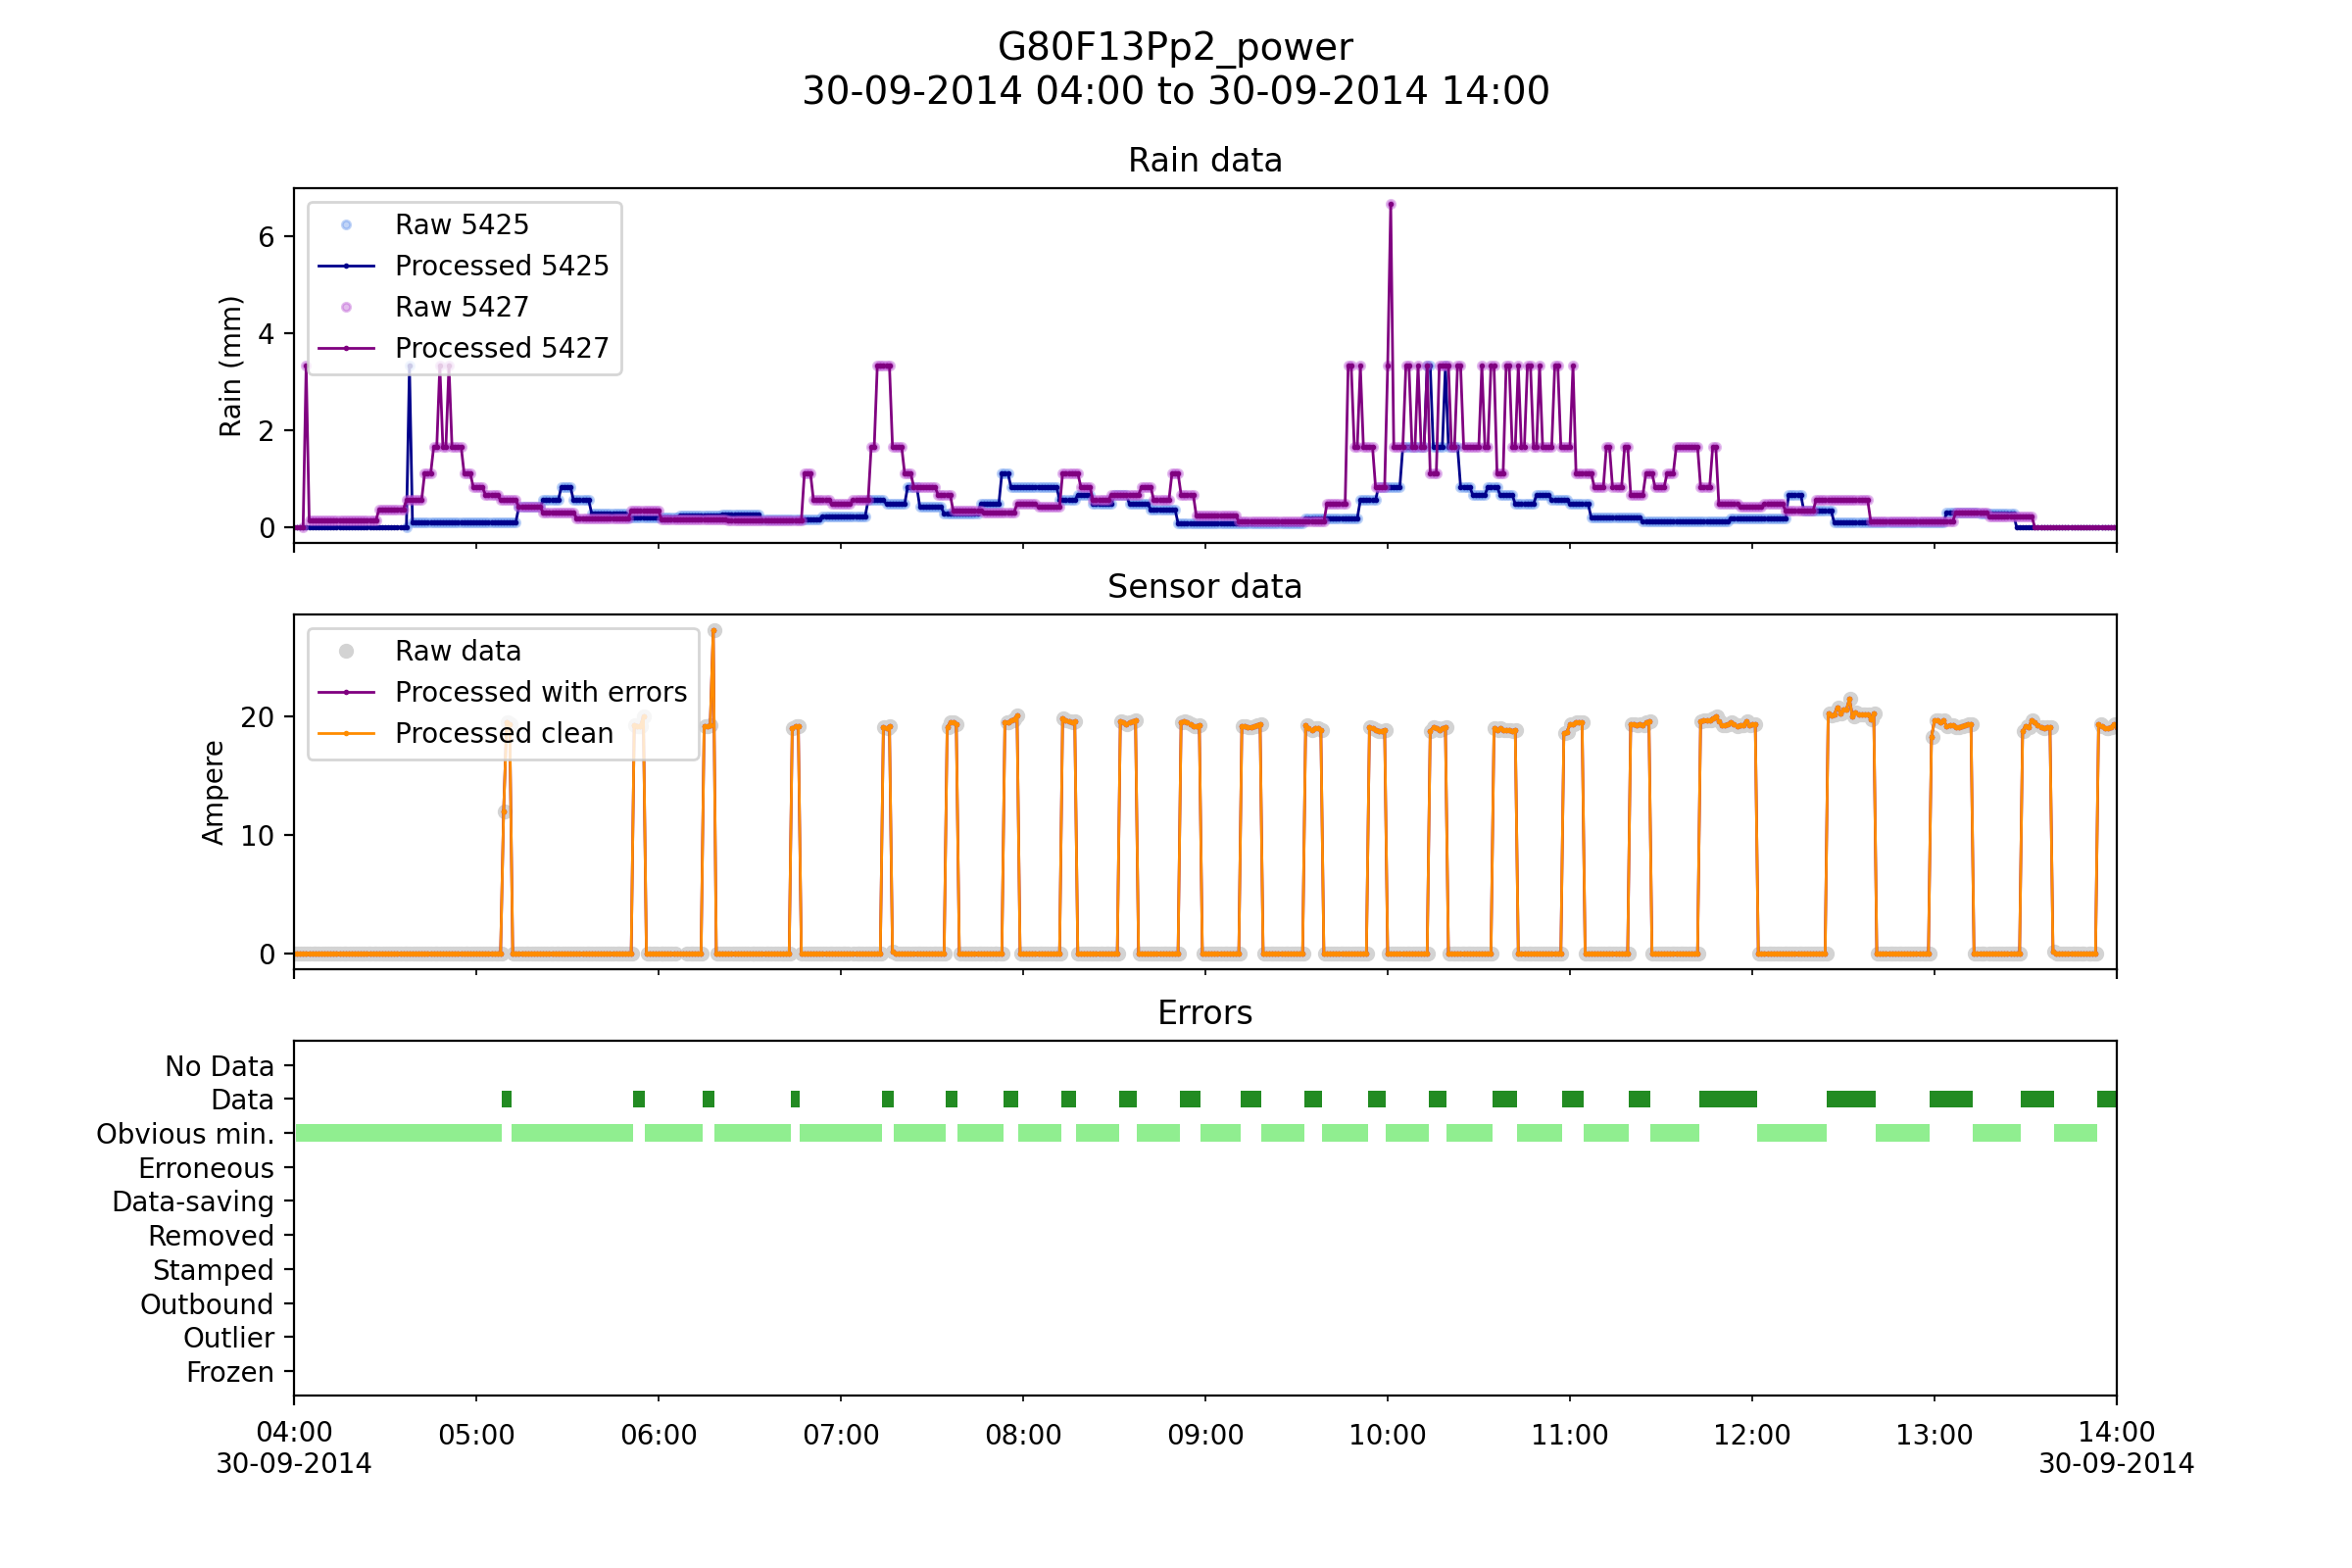 G80F13Pp2_power
30-09-2014 04:00 to 30-09-2014 14:00
Rain data
Raw 5425
Processed 5425
Raw 5427
Processed 5427
Rain (mm)
6
4
2
0
Sensor data
Raw data
Processed with errors
Processed clean
Ampere
20
10
0
Errors
No Data
Data
Obvious min.
Erroneous
Data-saving
Removed
Stamped
Outbound
Outlier
Frozen
04:00 05:00 06:00 07:00 08:00 09:00 10:00 11:00 12:00 13:00 14:00
30-09-2014 30-09-2014